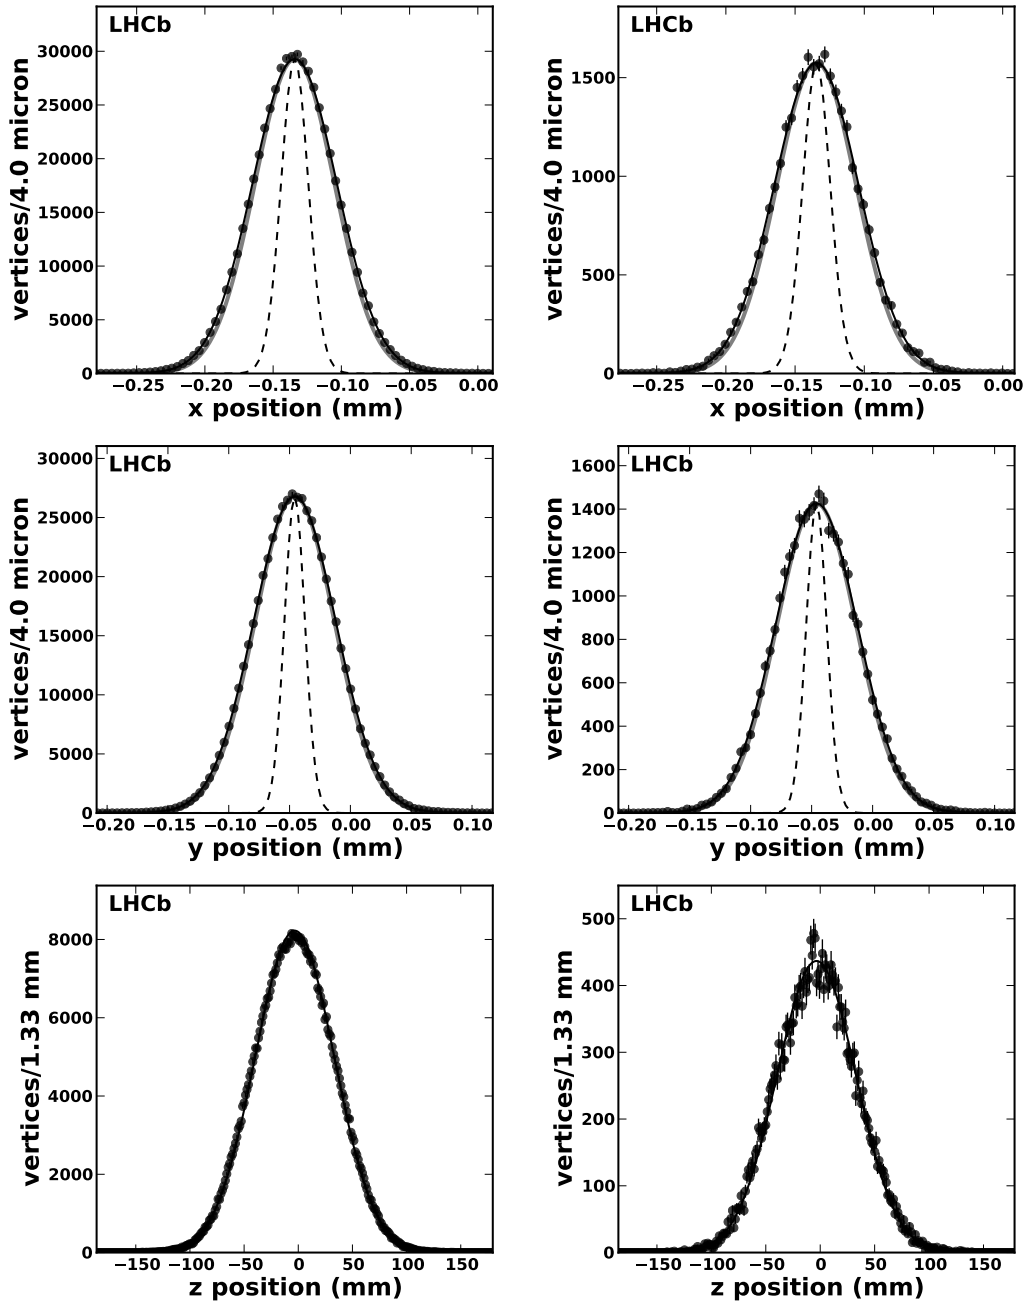 LHCb
30000
25000
20000
15000
10000
5000
0
−0.25 −0.20 −0.15 −0.10 −0.05 0.00
x position (mm)
vertices/4.0 micron
LHCb
1500
1000
500
0
−0.25 −0.20 −0.15 −0.10 −0.05 0.00
x position (mm)
vertices/4.0 micron
LHCb
30000
25000
20000
15000
10000
5000
0
−0.20 −0.15 −0.10 −0.05 0.00 0.05 0.10
y position (mm)
vertices/4.0 micron
LHCb
1600
1400
1200
1000
800
600
400
200
0
−0.20 −0.15 −0.10 −0.05 0.00 0.05 0.10
y position (mm)
vertices/4.0 micron
LHCb
8000
6000
4000
2000
0
−150 −100 −50 0 50 100 150
z position (mm)
vertices/1.33 mm
LHCb
500
400
300
200
100
0
−150 −100 −50 0 50 100 150
z position (mm)
vertices/1.33 mm